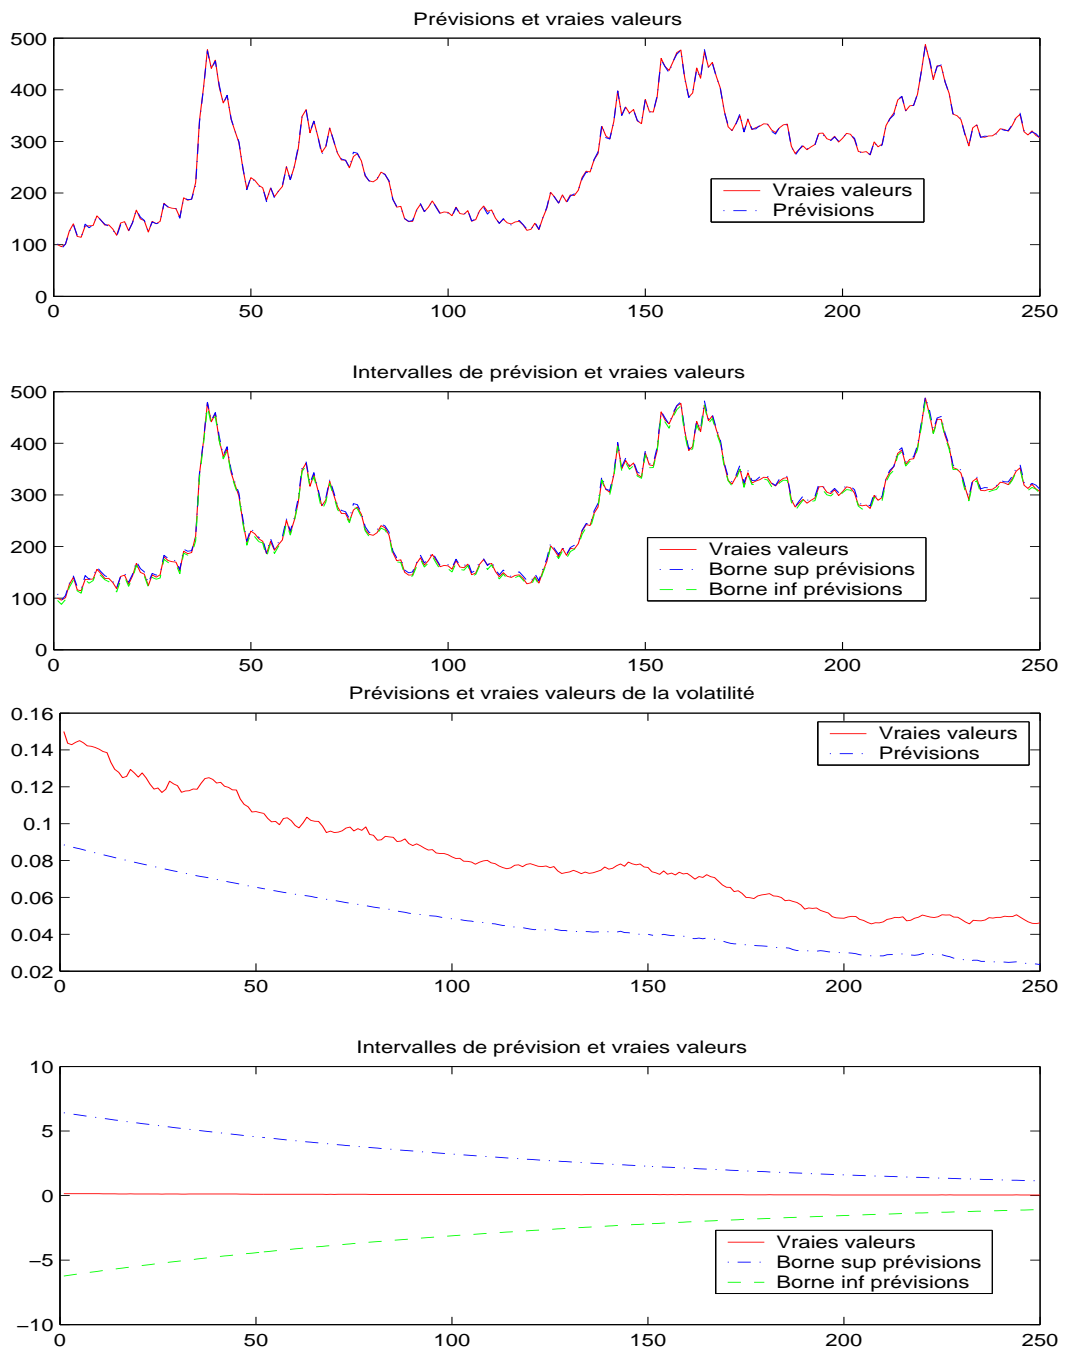 Prévisions et vraies valeurs
500
400
300
200
100
0
0 50 100 150 200 250
Vraies valeurs
Prévisions
Intervalles de prévision et vraies valeurs
500
400
300
200
100
0
0 50 100 150 200 250
Vraies valeurs
Borne sup prévisions
Borne inf prévisions
Prévisions et vraies valeurs de la volatilité
0.16
0.14
0.12
0.1
0.08
0.06
0.04
0.02
0 50 100 150 200 250
Vraies valeurs
Prévisions
Intervalles de prévision et vraies valeurs
10
5
0
−5
−10
0 50 100 150 200 250
Vraies valeurs
Borne sup prévisions
Borne inf prévisions